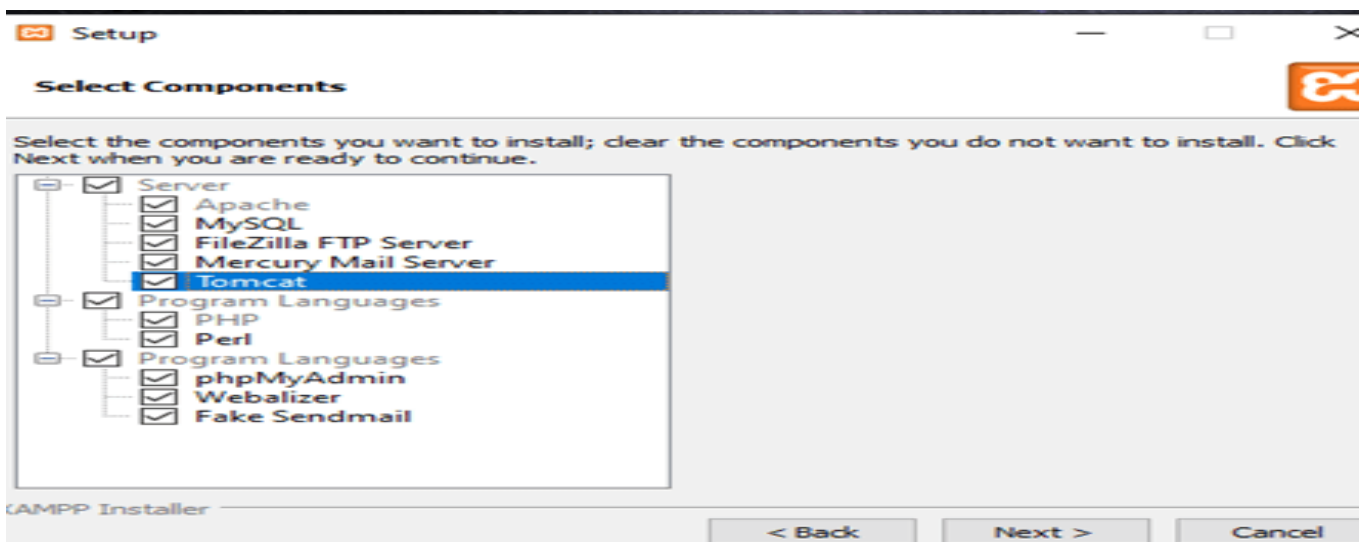 Setup
Select Components
Select the components you want to install; clear the components you do not want to install. Click
Next when you are ready to continue.
Server
Apache
MySQL
FileZilla FTP Server
Mercury Mail Server
Tomcat
Program Languages
PHP
Perl
Program Languages
phpMyAdmin
Webalizer
Fake Sendmail
XAMPP Installer
< Back Next > Cancel